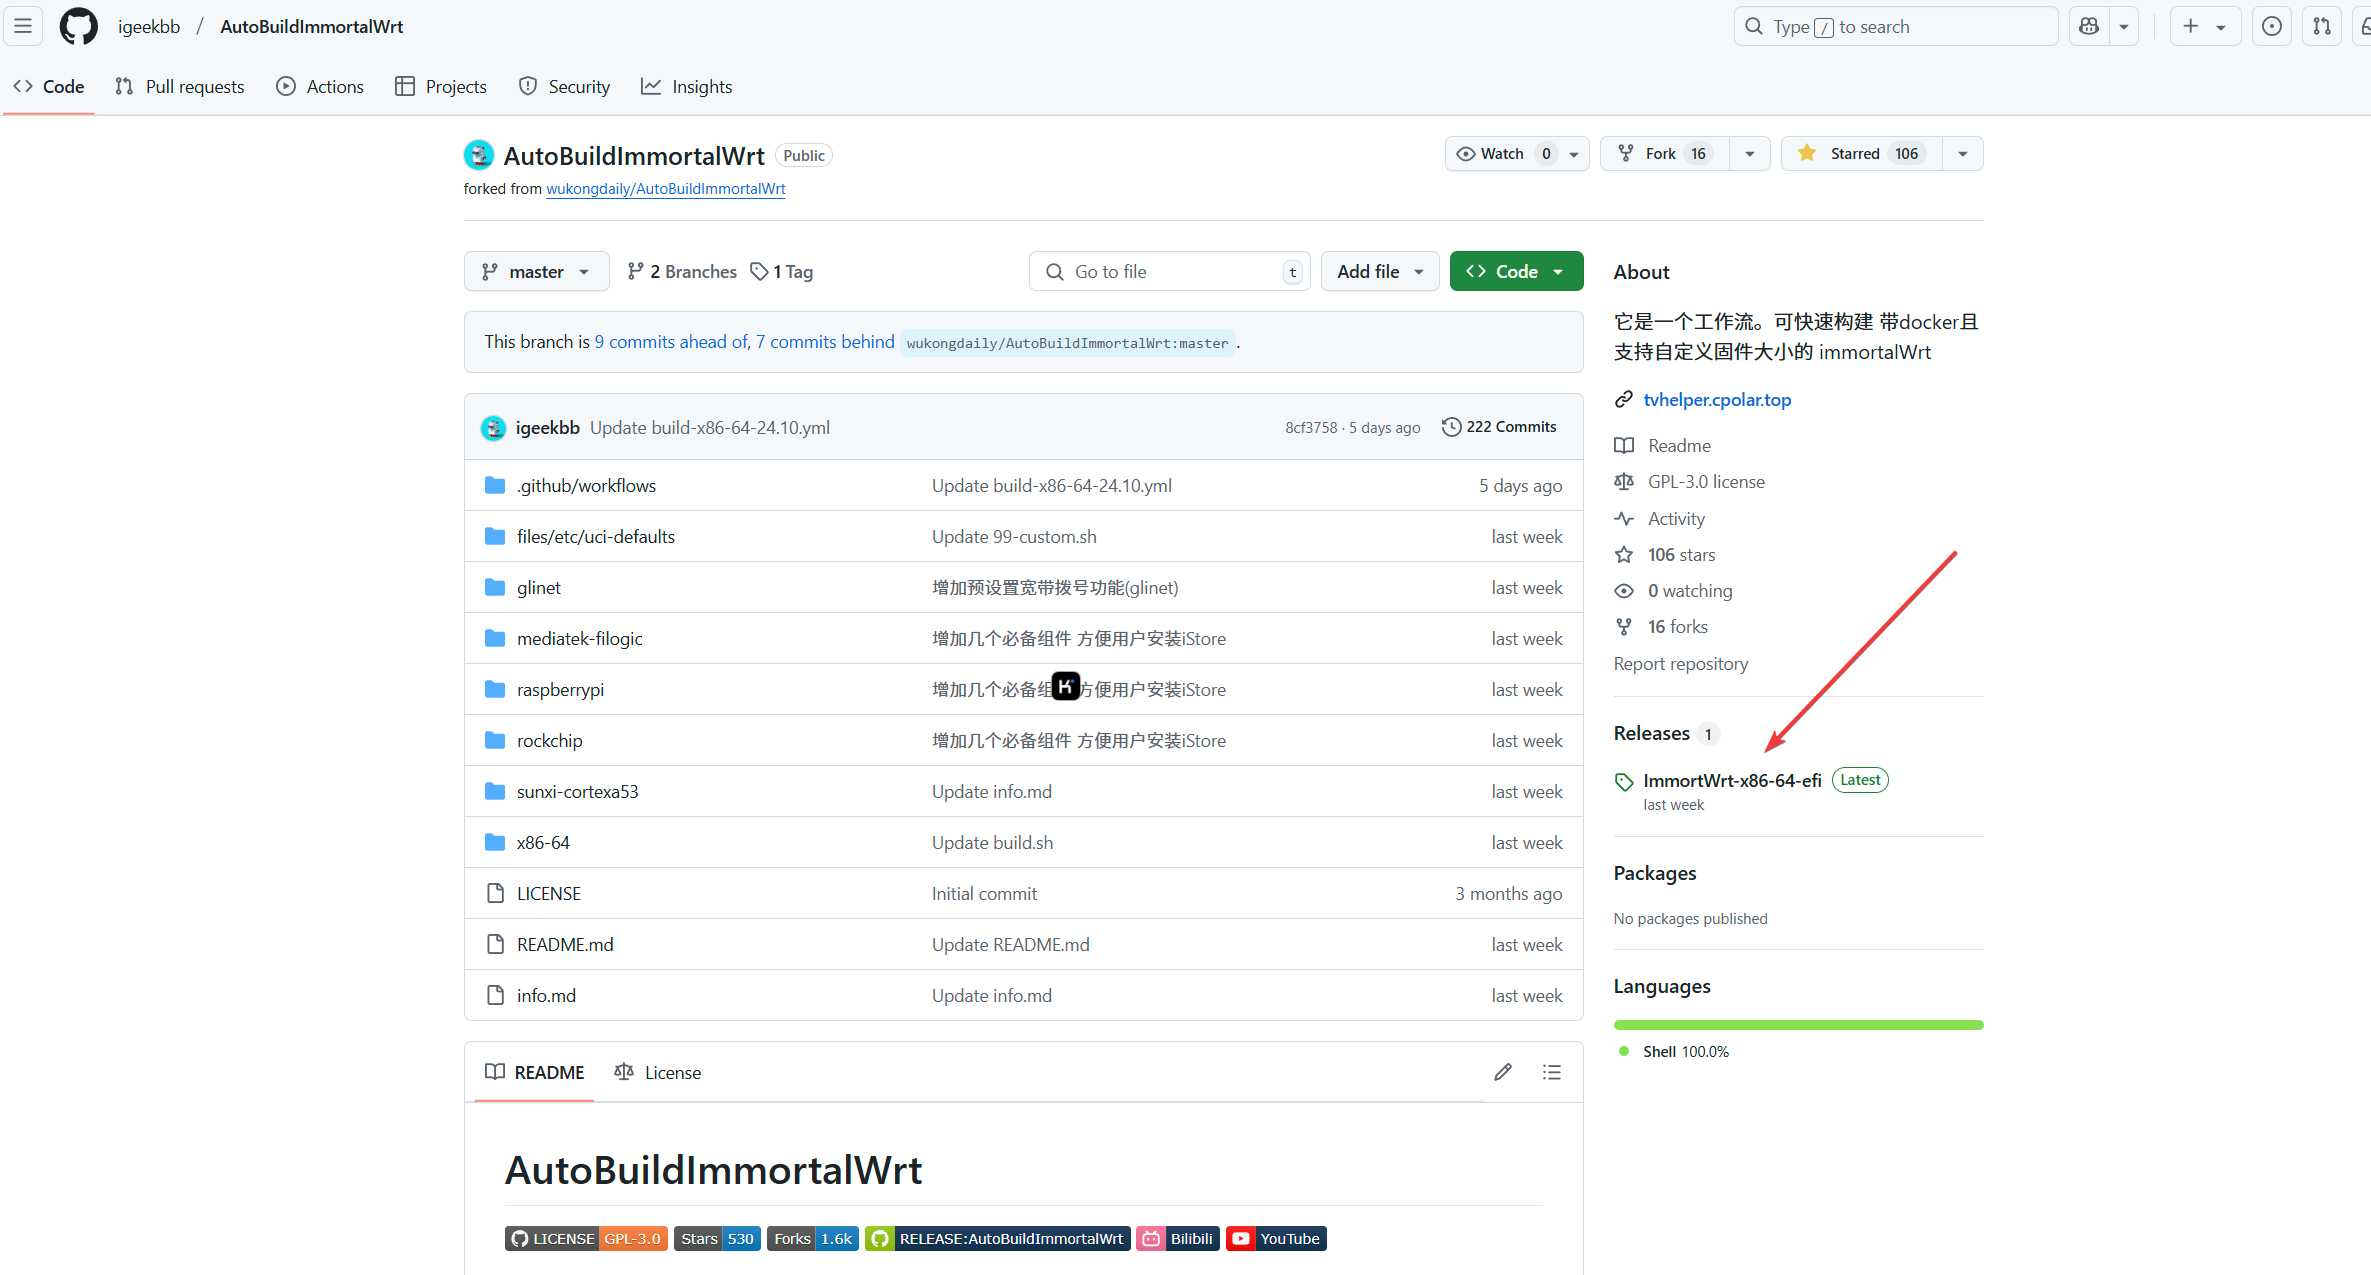 igeekbb / AutoBuildImmortalWrt
Type / to search
Code Pull requests Actions Projects Security Insights
AutoBuildImmortalWrt Public
Watch 0 Fork 16 Starred 106
forked from wukongdaily/AutoBuildImmortalWrt
master 2 Branches 1 Tag
Go to file t Add file Code
This branch is 9 commits ahead of, 7 commits behind wukongdaily/AutoBuildImmortalWrt:master .
igeekbb Update build-x86-64-24.10.yml 8cf3758 · 5 days ago 222 Commits
.github/workflows Update build-x86-64-24.10.yml 5 days ago
files/etc/uci-defaults Update 99-custom.sh last week
glinet 增加预设置宽带拨号功能(glinet) last week
mediatek-filogic 增加几个必备组件 方便用户安装iStore last week
raspberrypi 增加几个必备组 方便用户安装iStore last week
rockchip 增加几个必备组件 方便用户安装iStore last week
sunxi-cortexa53 Update info.md last week
x86-64 Update build.sh last week
LICENSE Initial commit 3 months ago
README.md Update README.md last week
info.md Update info.md last week
README License
AutoBuildImmortalWrt
LICENSE GPL-3.0 Stars 530 Forks 1.6k RELEASE:AutoBuildImmortalWrt Bilibili YouTube
About
它是一个工作流。可快速构建 带docker且
支持自定义固件大小的 immortalWrt
tvhelper.cpolar.top
Readme
GPL-3.0 license
Activity
106 stars
0 watching
16 forks
Report repository
Releases 1
ImmortWrt-x86-64-efi Latest
last week
Packages
No packages published
Languages
Shell 100.0%